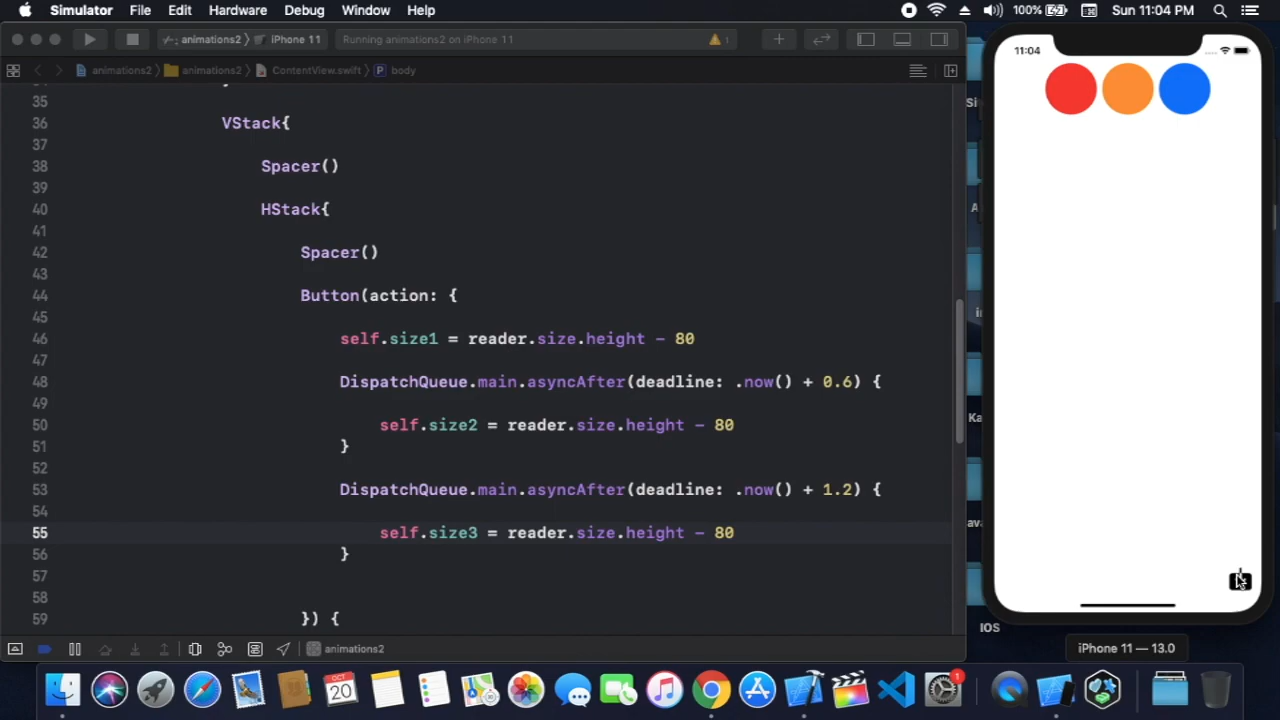 Simulator File Edit Hardware Debug Window Help 100% Sun 11:04 PM
animations2 iPhone 11 Running animations2 on iPhone 11 1
animations2 animations2 ContentView.swift P body
35
36 VStack{
37
38 Spacer()
39
40 HStack{
41
42 Spacer()
43
44 Button(action: {
45
46 self.size1 = reader.size.height - 80
47
48 DispatchQueue.main.asyncAfter(deadline: .now() + 0.6) {
49
50 self.size2 = reader.size.height - 80
51 }
52
53 DispatchQueue.main.asyncAfter(deadline: .now() + 1.2) {
54
55 self.size3 = reader.size.height - 80
56 }
57
58
59 }) {
animations2
11:04
IOS
iPhone 11 — 13.0
OCT
20
1